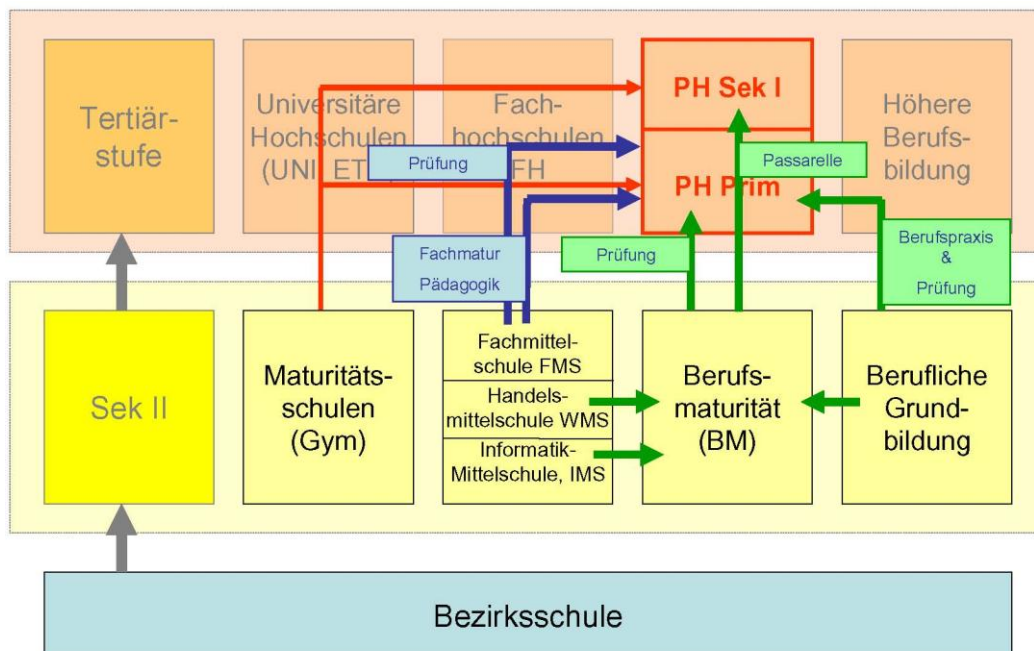 Tertiär-
stufe
Universitäre
Hochschulen
(UNI, ET
Fach-
hochschulen
FH
PH Sek I
PH Prim
Höhere
Berufs-
bildung
Prüfung
Passarelle
Fachmatur
Pädagogik
Prüfung
Berufspraxis
&
Prüfung
Sek II
Maturitäts-
schulen
(Gym)
Fachmittel-
schule FMS
Handels-
mittelschule WMS
Informatik-
Mittelschule, IMS
Berufs-
maturität
(BM)
Berufliche
Grund-
bildung
Bezirksschule